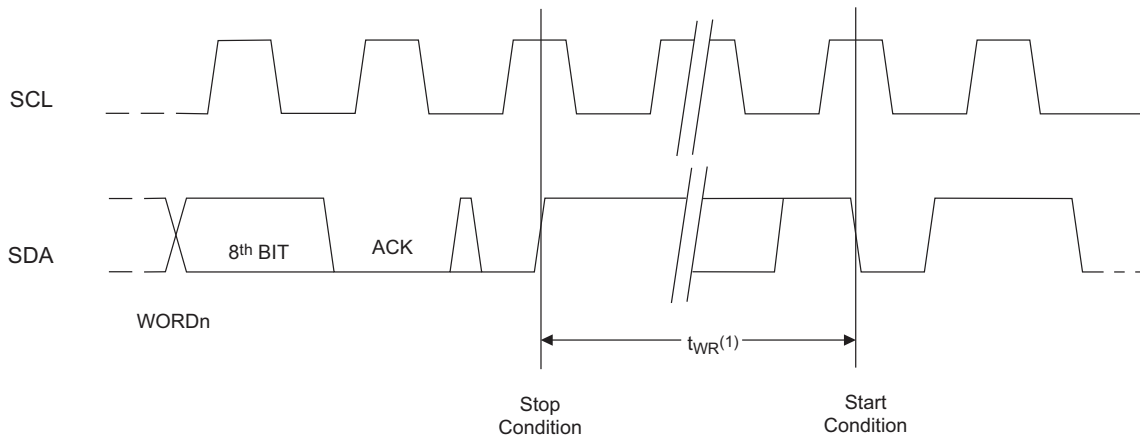 SCL
SDA
8th BIT
ACK
WORDn
tWR(1)
Stop
Condition
Start
Condition